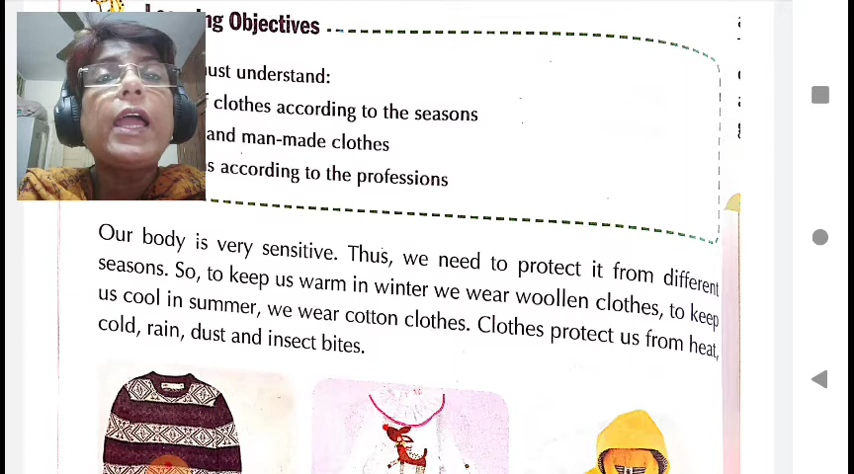 ng Objectives
ust understand:
clothes according to the seasons
and man-made clothes
s according to the professions
Our body is very sensitive. Thus, we need to protect it from different
seasons. So, to keep us warm in winter we wear woollen clothes, to keep
us cool in summer, we wear cotton clothes. Clothes protect us from heat,
cold, rain, dust and insect bites.